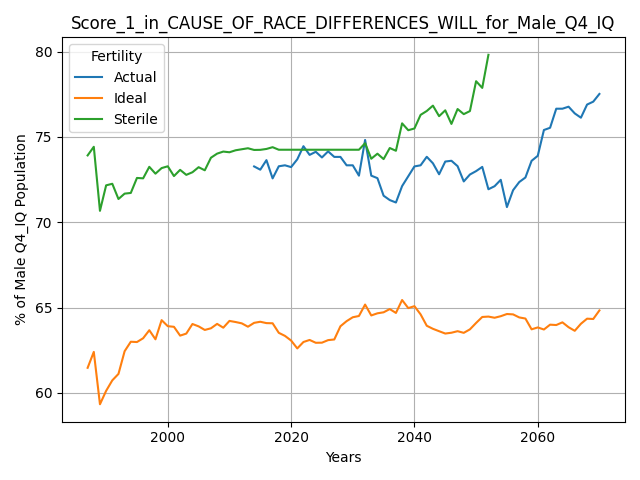 Score_1_in_CAUSE_OF_RACE_DIFFERENCES_WILL_for_Male_Q4_IQ
Fertility
Actual
Ideal
Sterile
80
75
70
65
60
% of Male Q4_IQ Population
2000
2020
2040
2060
Years